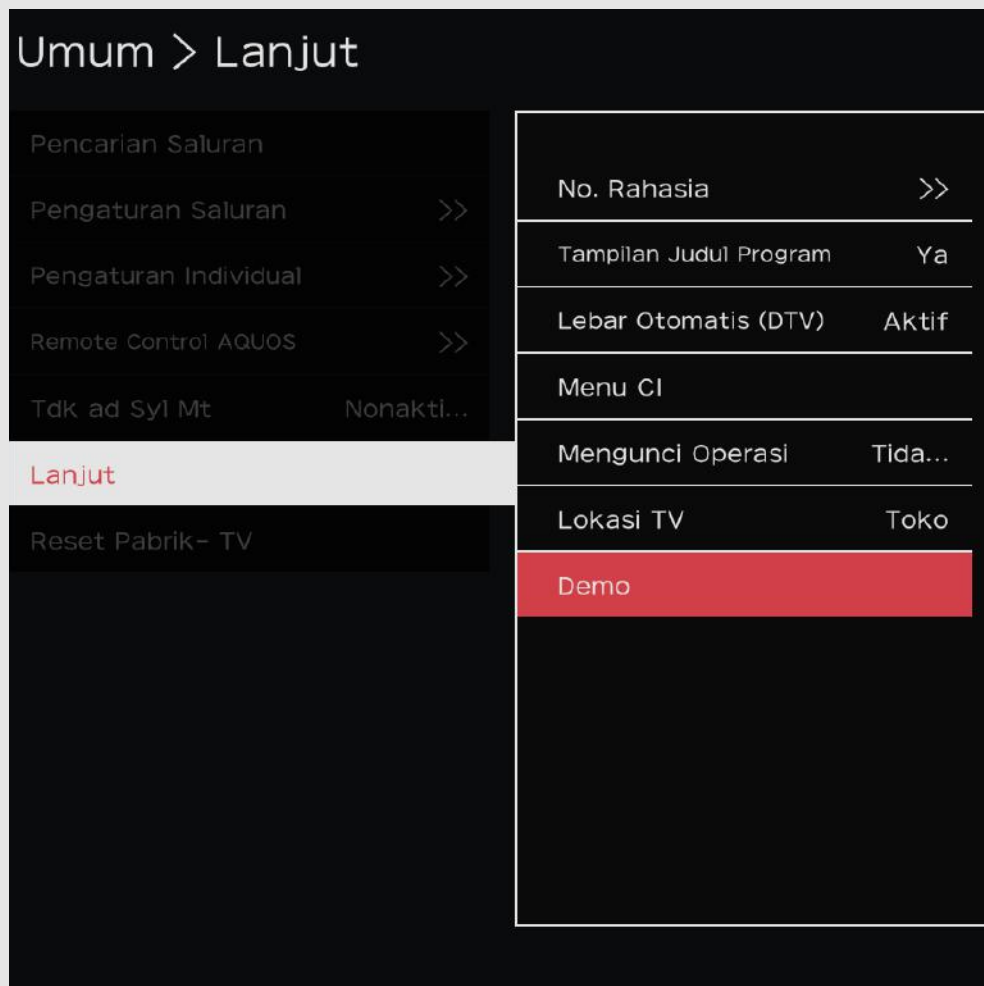 Umum > Lanjut
Pencarian Saluran
Pengaturan Saluran >>
Pengaturan Individual >>
Remote Control AQUOS >>
Tdk ad Syl Mt Nonakti...
Lanjut
Reset Pabrik- TV
No. Rahasia >>
Tampilan Judul Program Ya
Lebar Otomatis (DTV) Aktif
Menu CI
Mengunci Operasi Tida...
Lokasi TV Toko
Demo